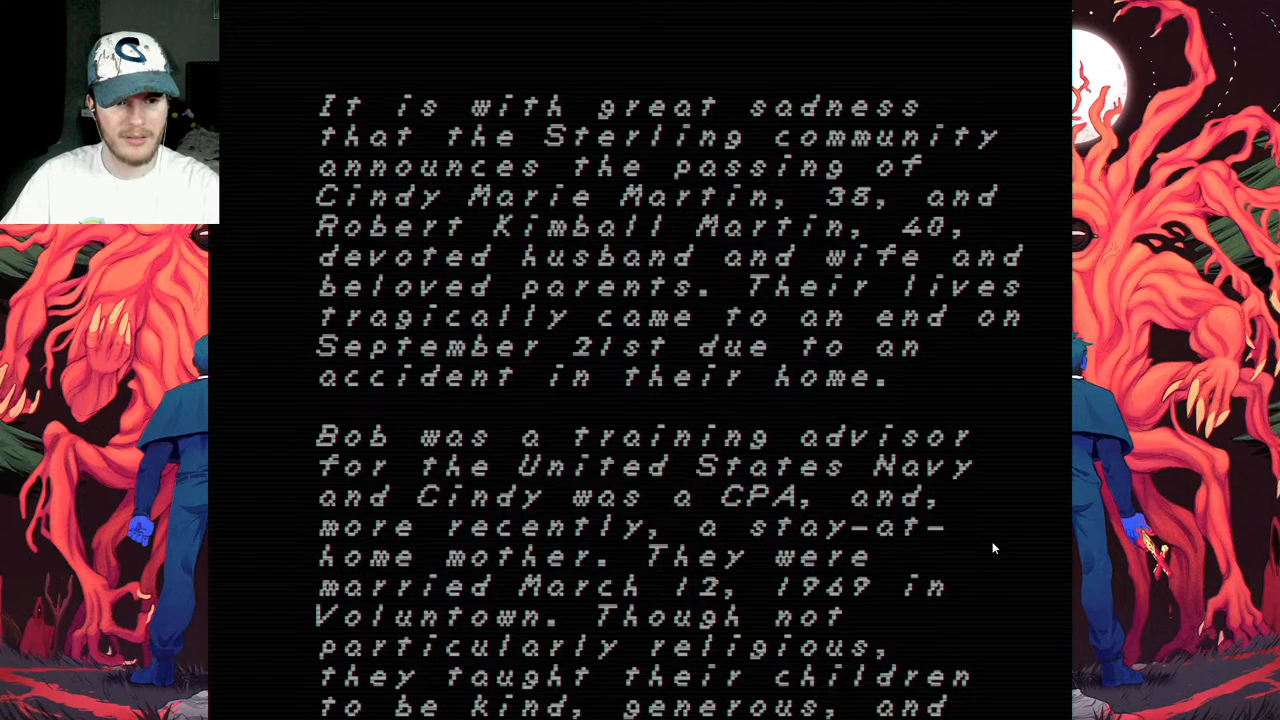 It is with great sadness
that the Sterling community
announces the passing of
Cindy Marie Martin, 38, and
Robert Kimball Martin, 40,
devoted husband and wife and
beloved parents. Their lives
tragically came to an end on
September 21st due to an
accident in their home.
Bob was a training advisor
for the United States Navy
and Cindy was a CPA, and,
more recently, a stay-at-
home mother. They were
married March 12, 1969 in
Voluntown. Though not
particularly religious,
they taught their children
to be kind, generous, and